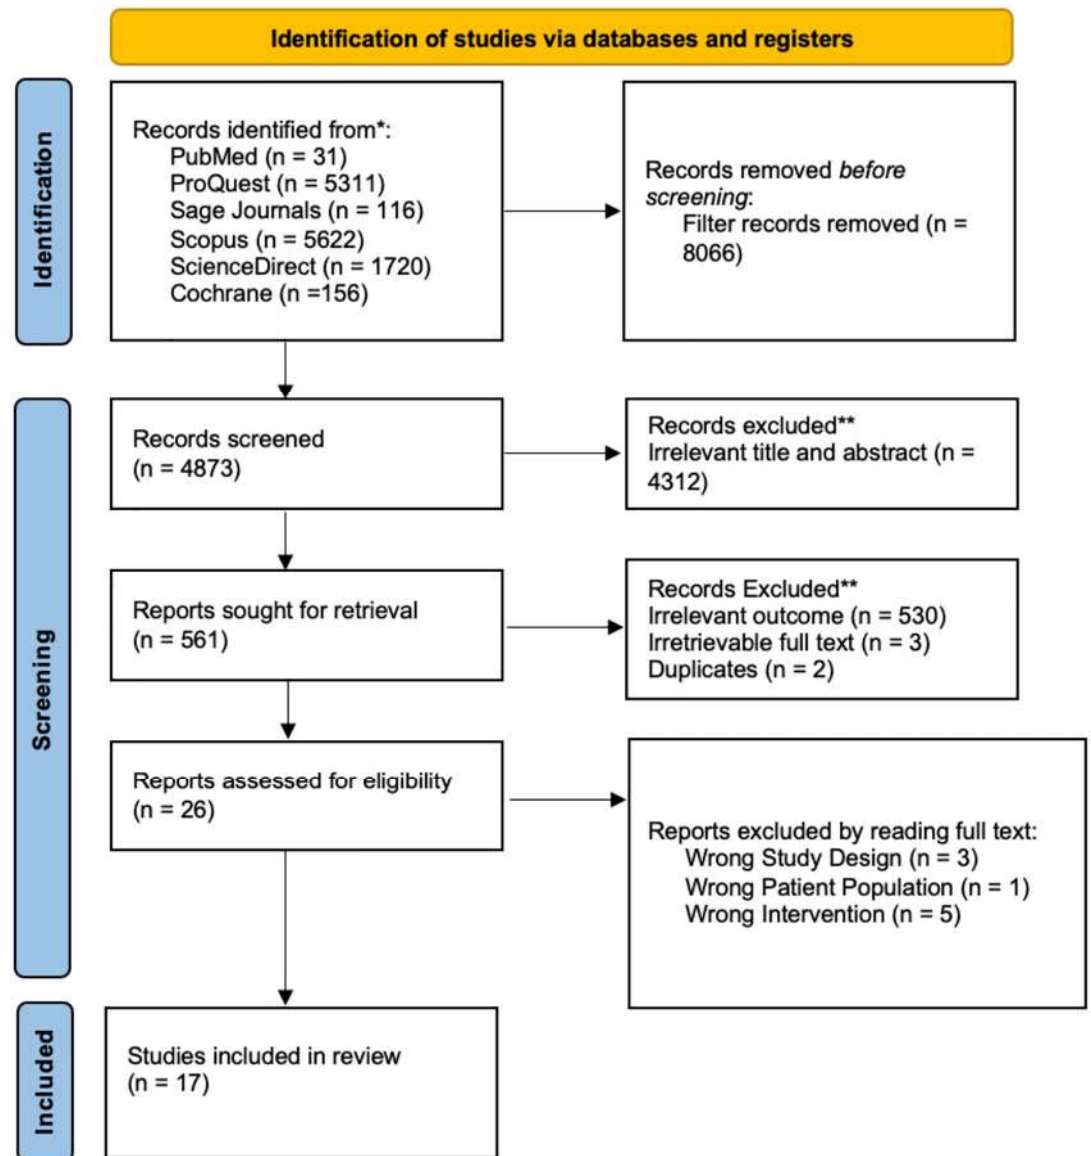 Identification of studies via databases and registers
Identification
Records identified from*:
PubMed (n = 31)
ProQuest (n = 5311)
Sage Journals (n = 116)
Scopus (n = 5622)
ScienceDirect (n = 1720)
Cochrane (n =156)
Records removed before
screening:
Filter records removed (n =
8066)
Screening
Records screened
(n = 4873)
Records excluded**
Irrelevant title and abstract (n =
4312)
Reports sought for retrieval
(n = 561)
Records Excluded**
Irrelevant outcome (n = 530)
Irretrievable full text (n = 3)
Duplicates (n = 2)
Reports assessed for eligibility
(n = 26)
Reports excluded by reading full text:
Wrong Study Design (n = 3)
Wrong Patient Population (n = 1)
Wrong Intervention (n = 5)
Included
Studies included in review
(n = 17)